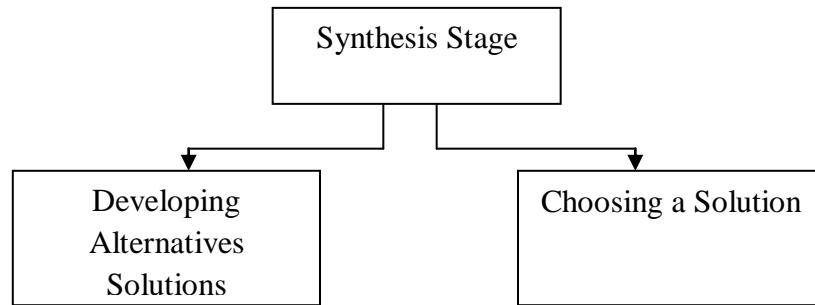 Synthesis Stage
Developing
Alternatives
Solutions
Choosing a Solution